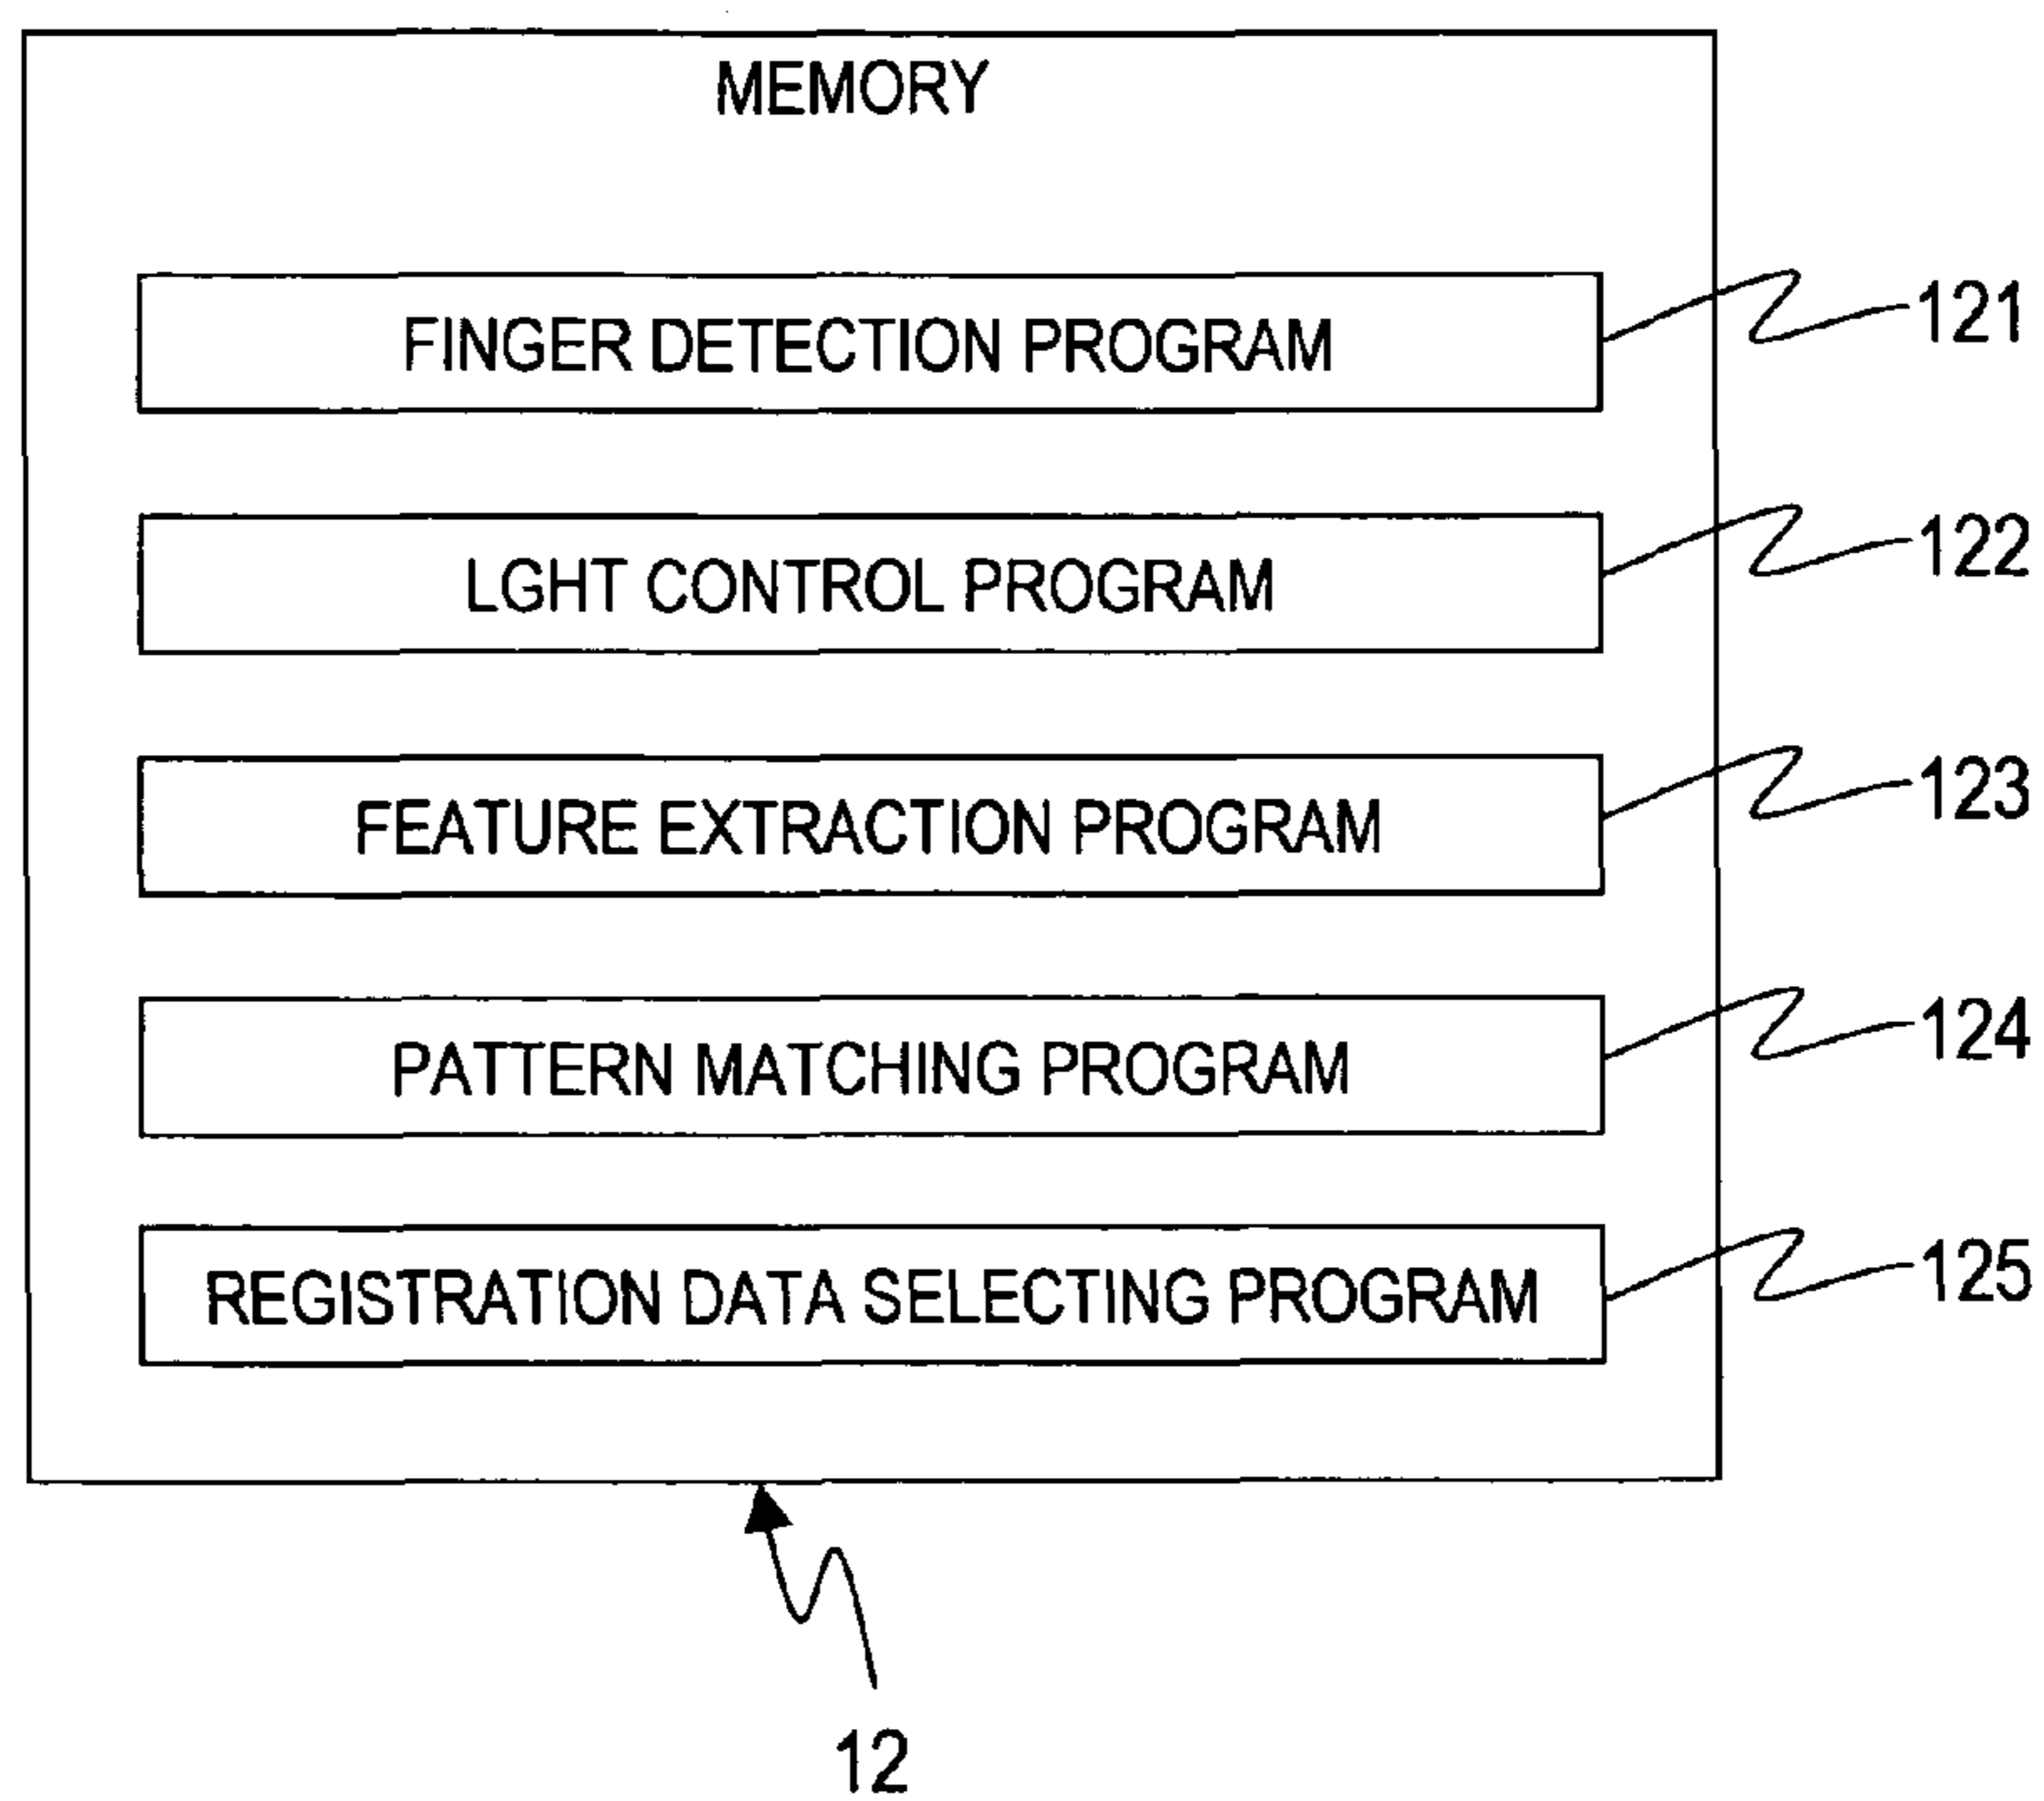 MEMORY
FINGER DETECTION PROGRAM
121
LGHT CONTROL PROGRAM
122
FEATURE EXTRACTION PROGRAM
123
PATTERN MATCHING PROGRAM
124
REGISTRATION DATA SELECTING PROGRAM
125
12